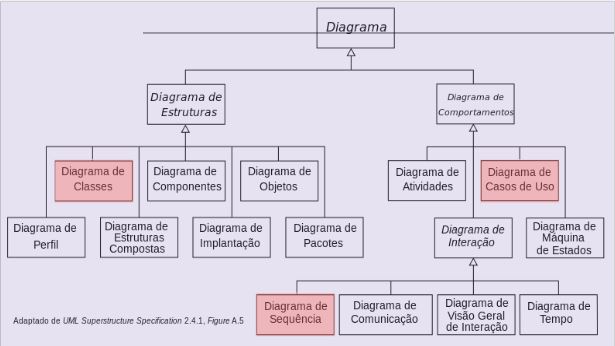 Diagrama
Diagrama de
Estruturas
Diagrama de
Comportamentos
Diagrama de
Classes
Diagrama de
Componentes
Diagrama de
Objetos
Diagrama de
Atividades
Diagrama de
Casos de Uso
Diagrama de
Perfil
Diagrama de
Estruturas
Compostas
Diagrama de
Implantação
Diagrama de
Pacotes
Diagrama de
Interação
Diagrama de
Máquina
de Estados
Diagrama de
Sequência
Diagrama de
Comunicação
Diagrama de
Visão Geral
de Interação
Diagrama de
Tempo
Adaptado de UML Superstructure Specification 2.4.1, Figure A.5